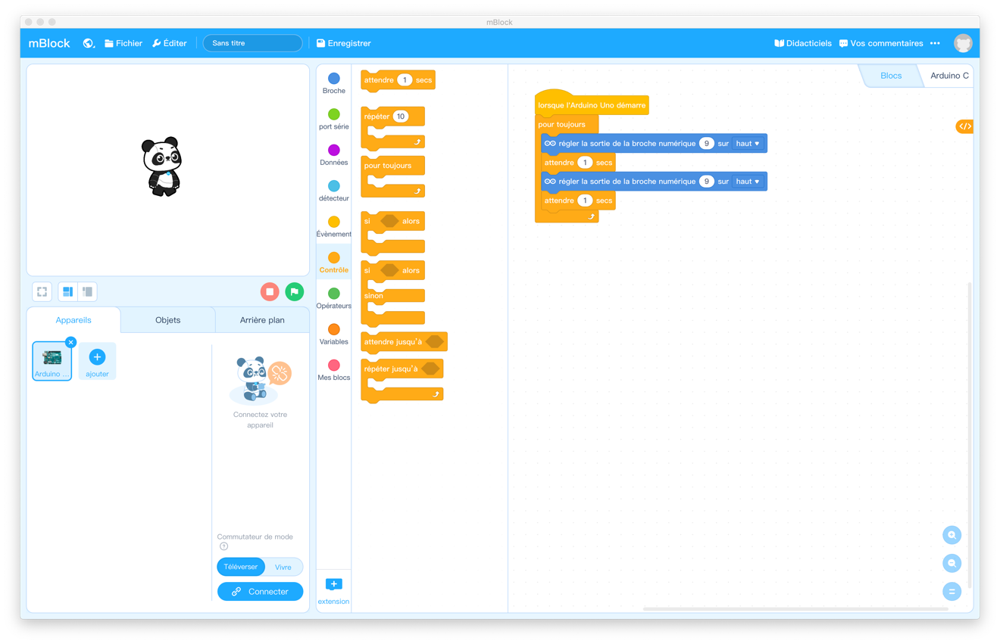 mBlock
mBlock
Fichier
Éditer
Sans titre
Enregistrer
Didacticiels
Vos commentaires
Broche
port série
Données
détecteur
Évènement
Contrôle
Opérateurs
Variables
Mes blocs
extension
attendre 1 secs
répéter 10
pour toujours
si alors
si alors
sinon
attendre jusqu'à
répéter jusqu'à
Blocs
Arduino C
lorsque l'Arduino Uno démarre
pour toujours
régler la sortie de la broche numérique 9 sur haut
attendre 1 secs
régler la sortie de la broche numérique 9 sur haut
attendre 1 secs
Appareils
Objets
Arrière plan
Arduino ...
ajouter
Connectez votre
appareil
Commutateur de mode
?
Téléverser
Vivre
Connecter